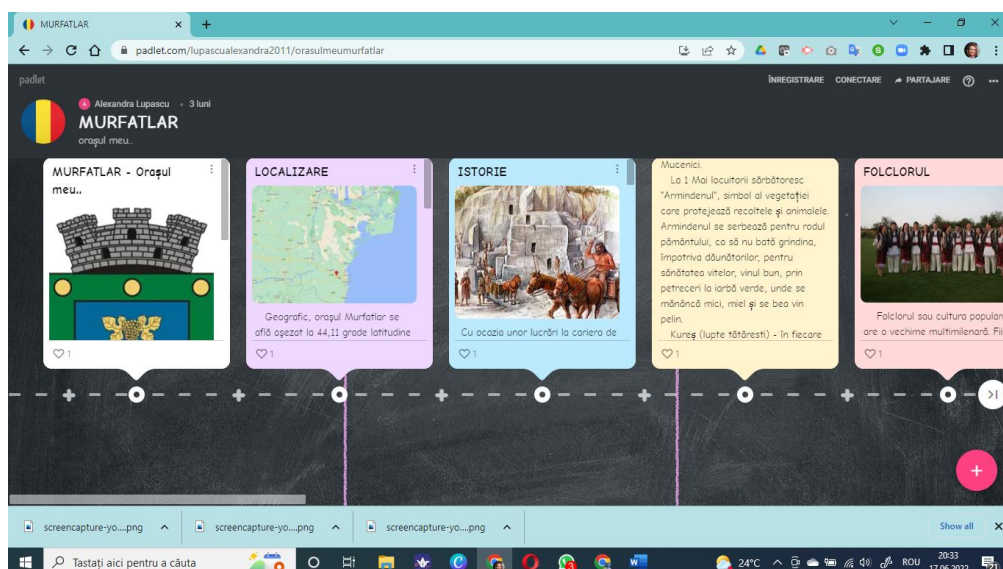 MURFATLAR
padlet.com/lupascualexandra2011/orasulmeumurfatlar
padlet
ÎNREGISTRARE CONECTARE PARTAJARE
A Alexandra Lupascu • 3 luni
MURFATLAR
orașul meu..
MURFATLAR - Orașul
meu..
1
LOCALIZARE
Geografic, orașul Murfatlar se
află așezat la 44,11 grade latitudine
1
ISTORIE
Cu ocazia unor lucrări la cariera de
1
Mucenici.
La 1 Mai locuitorii sărbătoresc
"Armindenul", simbol al vegetației
care protejează recoltele și animalele.
Armindenul se serbează pentru rodul
pământului, ca să nu bată grindina,
împotriva dăunătorilor, pentru
sănătatea vitelor, vinul bun, prin
petreceri la iarbă verde, unde se
mănâncă mici, miel și se bea vin
pelin.
Kureș (lupte tătărești) - în fiecare
1
FOLCLORUL
Folclorul sau cultura popular
are o vechime multimilenară. Fii
1
screencapture-yo....png
screencapture-yo....png
screencapture-yo....png
Show all
Tastați aici pentru a căuta
24°C
ROU
20:33
17.06.2022